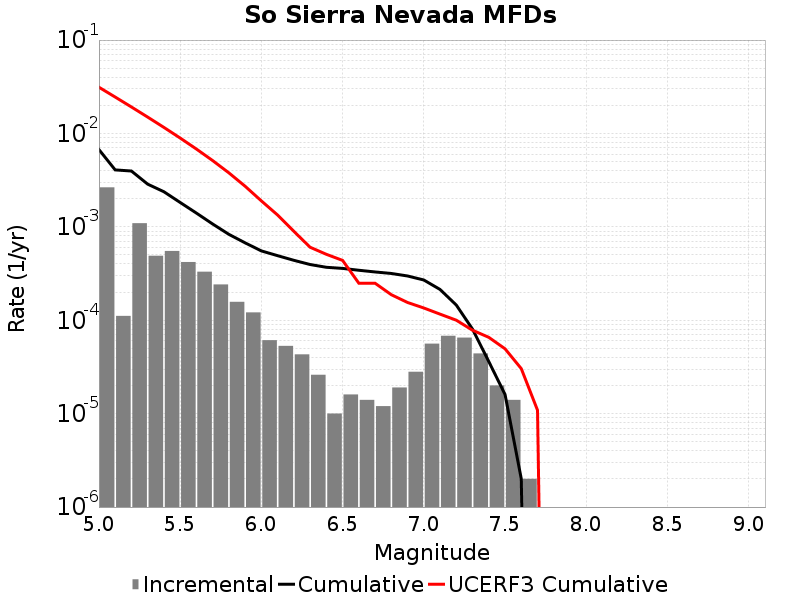 So Sierra Nevada MFDs
10-1
10-2
10-3
10-4
10-5
10-6
Rate (1/yr)
5.0 5.5 6.0 6.5 7.0 7.5 8.0 8.5 9.0
Magnitude
Incremental Cumulative UCERF3 Cumulative